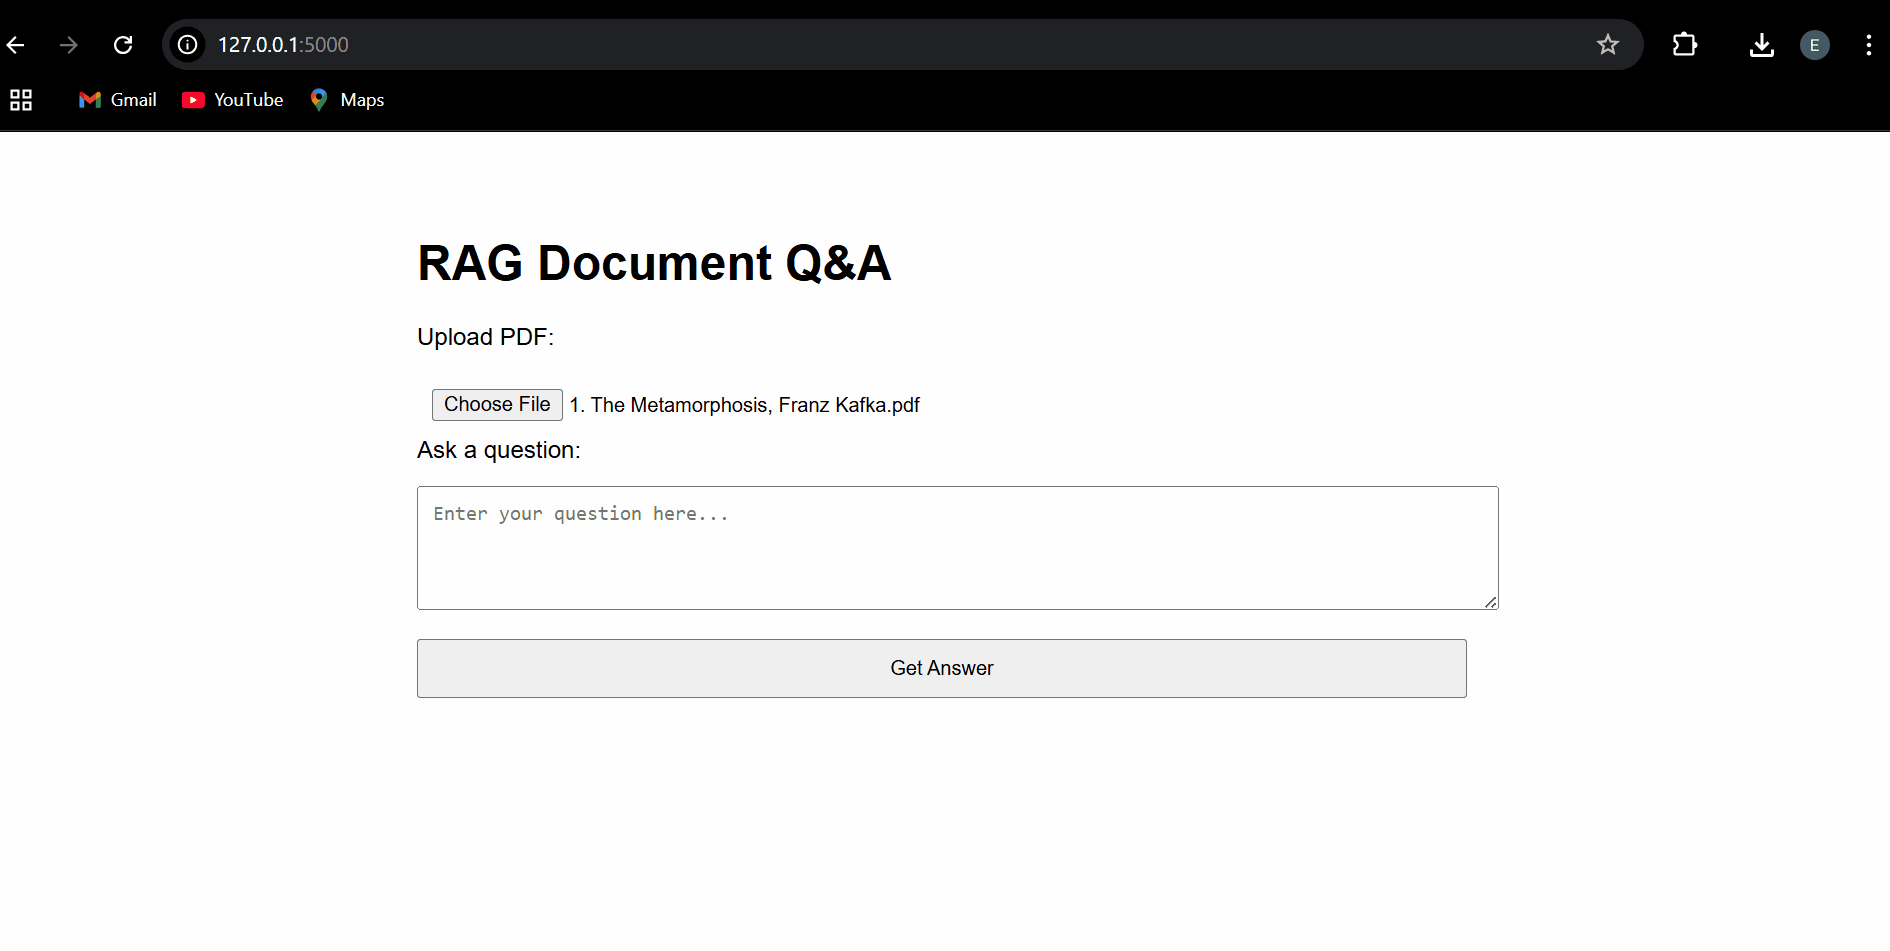 127.0.0.1:5000
E
Gmail YouTube Maps
RAG Document Q&A
Upload PDF:
Choose File 1. The Metamorphosis, Franz Kafka.pdf
Ask a question:
Enter your question here...
Get Answer